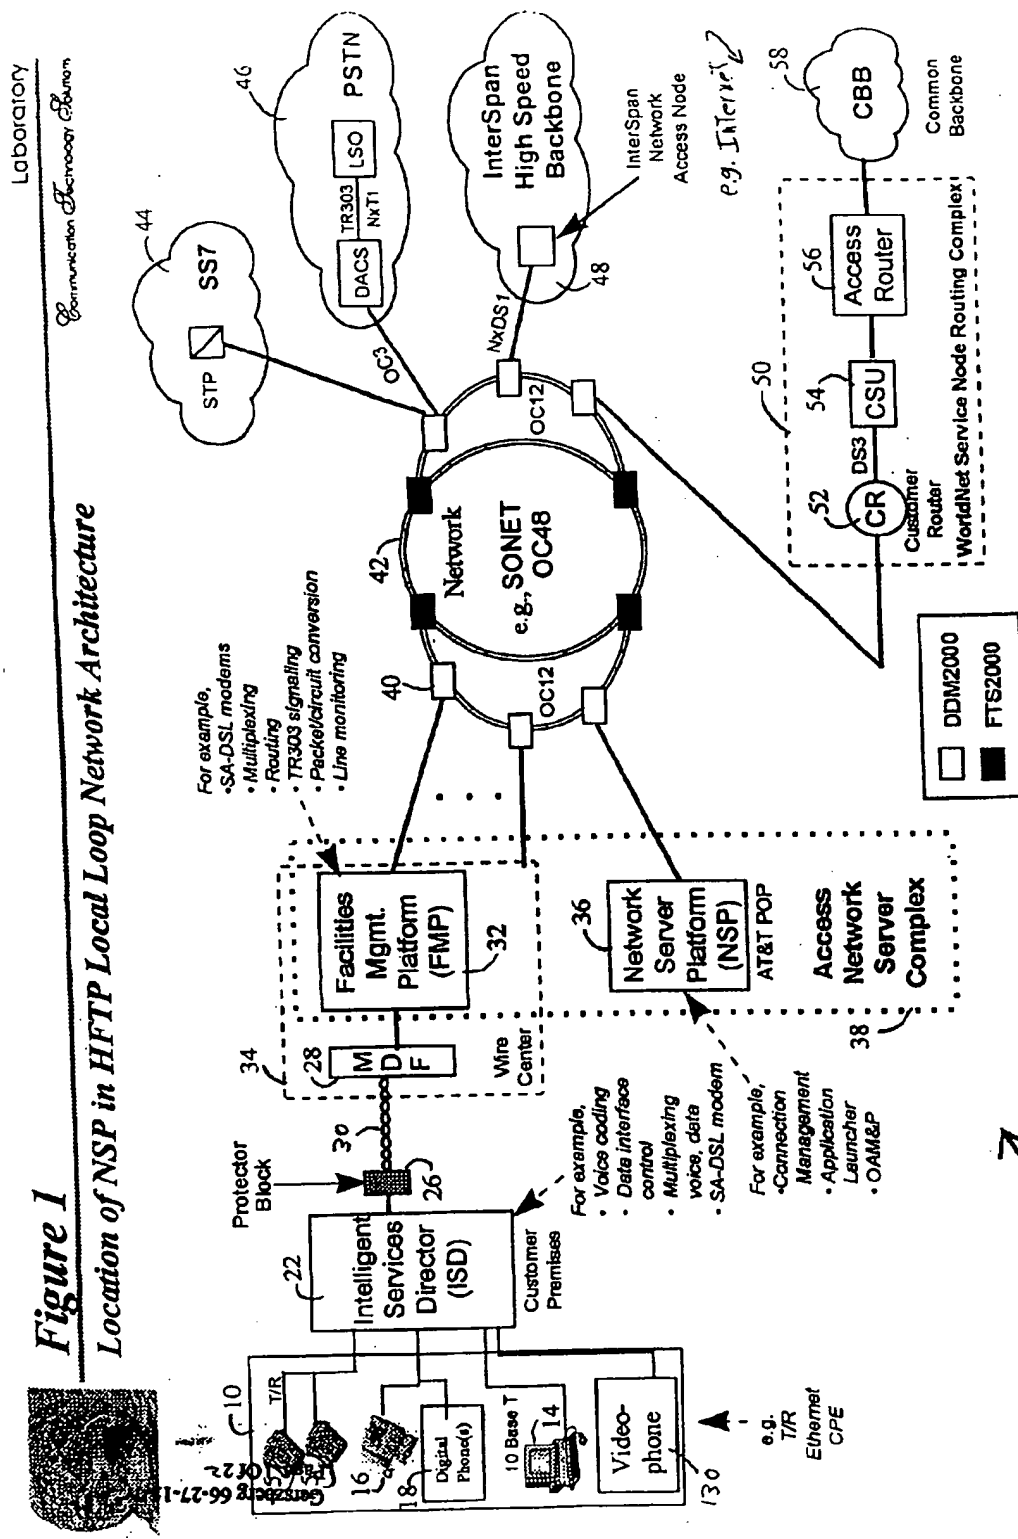 Laboratory
Communication Technology Solutions
Figure 1
Location of NSP in HFTP Local Loop Network Architecture
10
T/R
15
16
18
Digital
Phone(s)
10 Base T
14
Video-
phone
130
e.g.
T/R
Ethernet
CPE
22
Intelligent
Services
Director
(ISD)
Customer
Premises
Protector
Block
26
30
For example,
• Voice coding
• Data interface
control
• Multiplexing
voice, data
• SA-DSL modem
34
28
M
D
F
Wire
Center
Facilities
Mgmt.
Platform
(FMP)
32
For example,
•SA-DSL modems
•Multiplexing
•Routing
•TR303 signaling
•Packet/circuit conversion
•Line monitoring
36
Network
Server
Platform
(NSP)
AT&T POP
Access
Network
Server
Complex
38
For example,
•Connection
Management
•Application
Launcher
•OAM&P
40
42
Network
e.g., SONET
OC48
OC12
OC12
44
SS7
STP
46
PSTN
LSO
TR303
NxT1
DACS
OC3
InterSpan
High Speed
Backbone
48
NxDS1
InterSpan
Network
Access Node
e.g. Internet
50
52
CR
Customer
Router
DS3
54
CSU
56
Access
Router
WorldNet Service Node Routing Complex
58
CBB
Common
Backbone
DDM2000
FTS2000